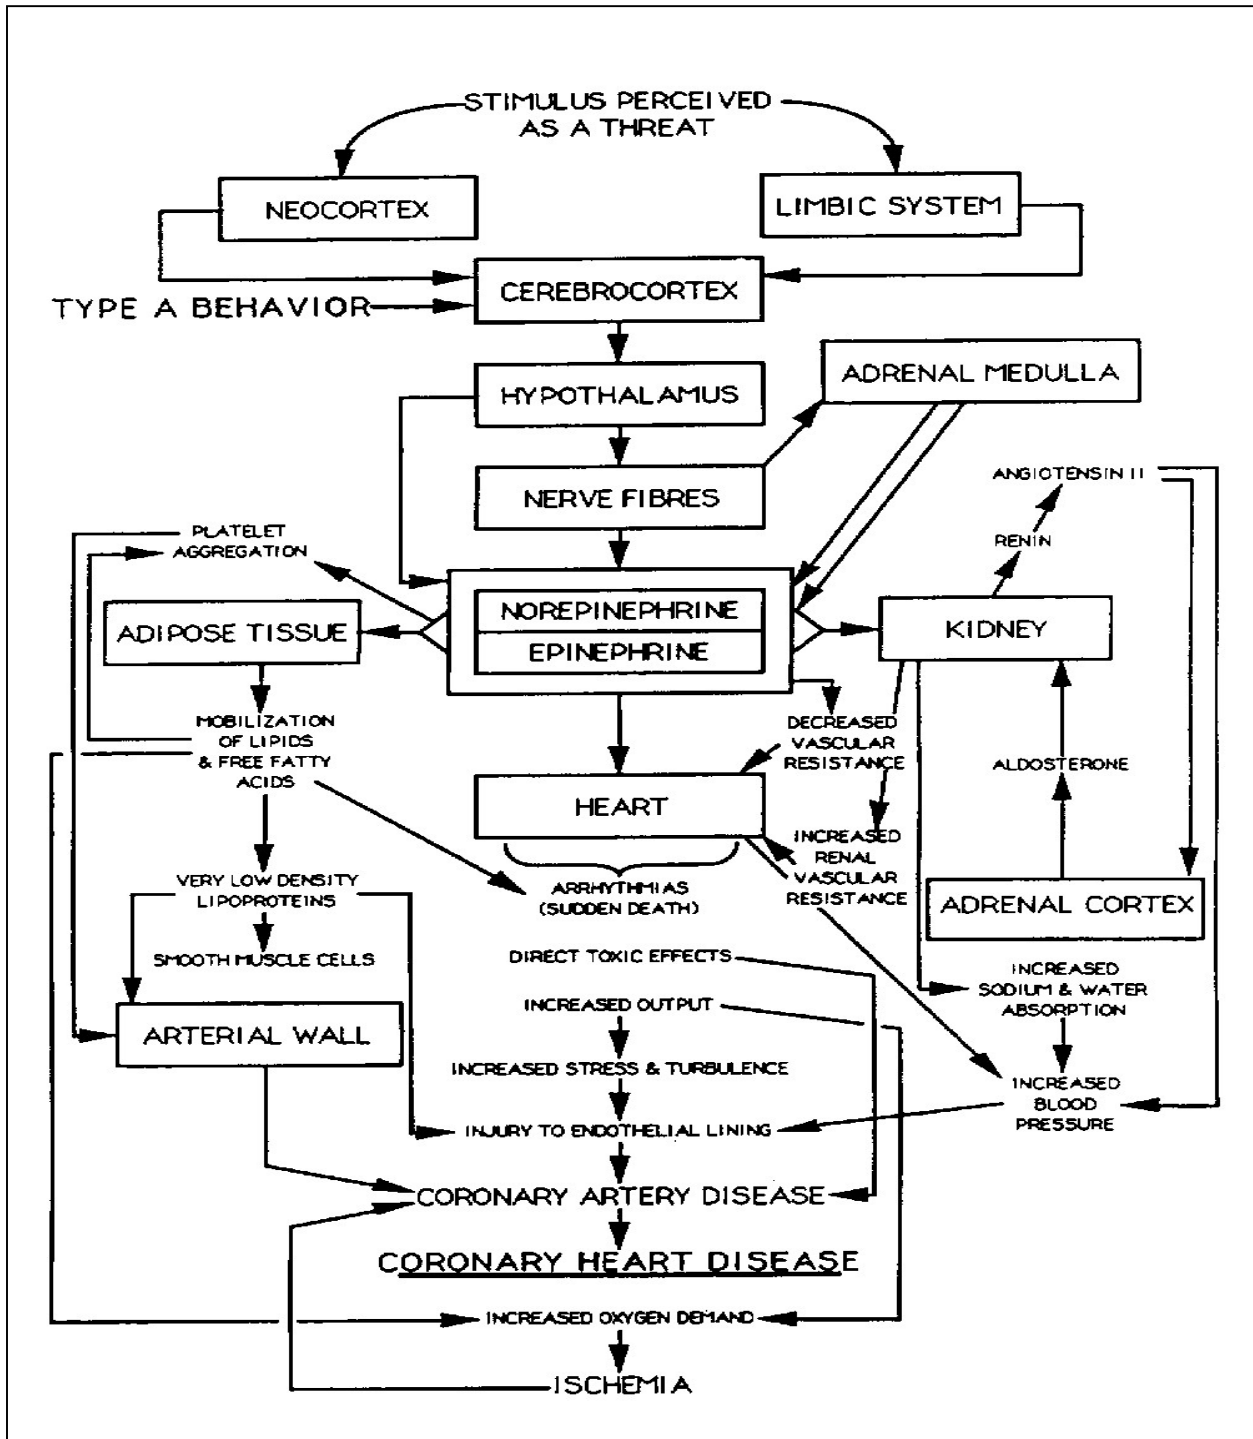 STIMULUS PERCEIVED
AS A THREAT
NEOCORTEX
LIMBIC SYSTEM
CEREBROCORTEX
TYPE A BEHAVIOR
ADRENAL MEDULLA
HYPOTHALAMUS
NERVE FIBRES
ANGIOTENSIN II
RENIN
PLATELET
AGGREGATION
NOREPINEPHRINE
EPINEPHRINE
ADIPOSE TISSUE
KIDNEY
MOBILIZATION
OF LIPIDS
& FREE FATTY
ACIDS
DECREASED
VASCULAR
RESISTANCE
ALDOSTERONE
HEART
INCREASED
RENAL
VASCULAR
RESISTANCE
VERY LOW DENSITY
LIPOPROTEINS
ARRHYTHMIAS
(SUDDEN DEATH)
ADRENAL CORTEX
SMOOTH MUSCLE CELLS
DIRECT TOXIC EFFECTS
INCREASED
SODIUM & WATER
ABSORPTION
INCREASED OUTPUT
ARTERIAL WALL
INCREASED STRESS & TURBULENCE
INCREASED
BLOOD
PRESSURE
INJURY TO ENDOTHELIAL LINING
CORONARY ARTERY DISEASE
CORONARY HEART DISEASE
INCREASED OXYGEN DEMAND
ISCHEMIA